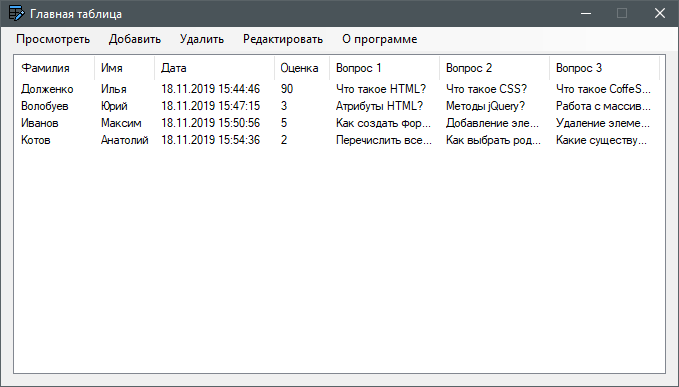 Главная таблица
Просмотреть Добавить Удалить Редактировать О программе
Фамилия Имя Дата Оценка Вопрос 1 Вопрос 2 Вопрос 3
Долженко Илья 18.11.2019 15:44:46 90 Что такое HTML? Что такое CSS? Что такое CoffeS...
Волобуев Юрий 18.11.2019 15:47:15 3 Атрибуты HTML? Методы jQuery? Работа с массив...
Иванов Максим 18.11.2019 15:50:56 5 Как создать фор... Добавление эле... Удаление элеме...
Котов Анатолий 18.11.2019 15:54:36 2 Перечислить все... Как выбрать род... Какие существу...